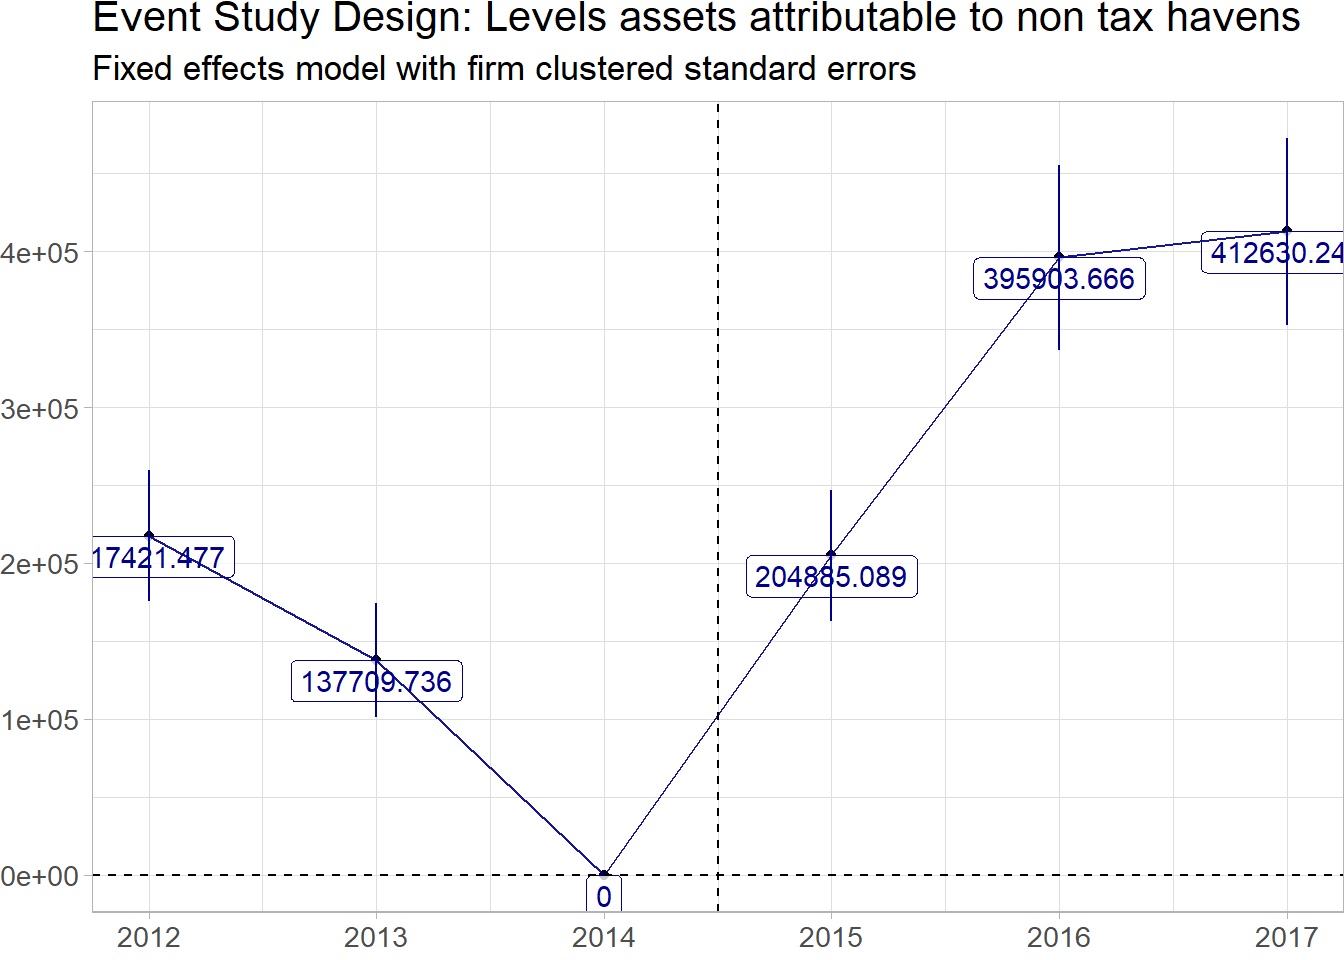 Event Study Design: Levels assets attributable to non tax havens
Fixed effects model with firm clustered standard errors
4e+05
3e+05
2e+05
1e+05
0e+00
17421.477
137709.736
0
204885.089
395903.666
412630.24
2012 2013 2014 2015 2016 2017